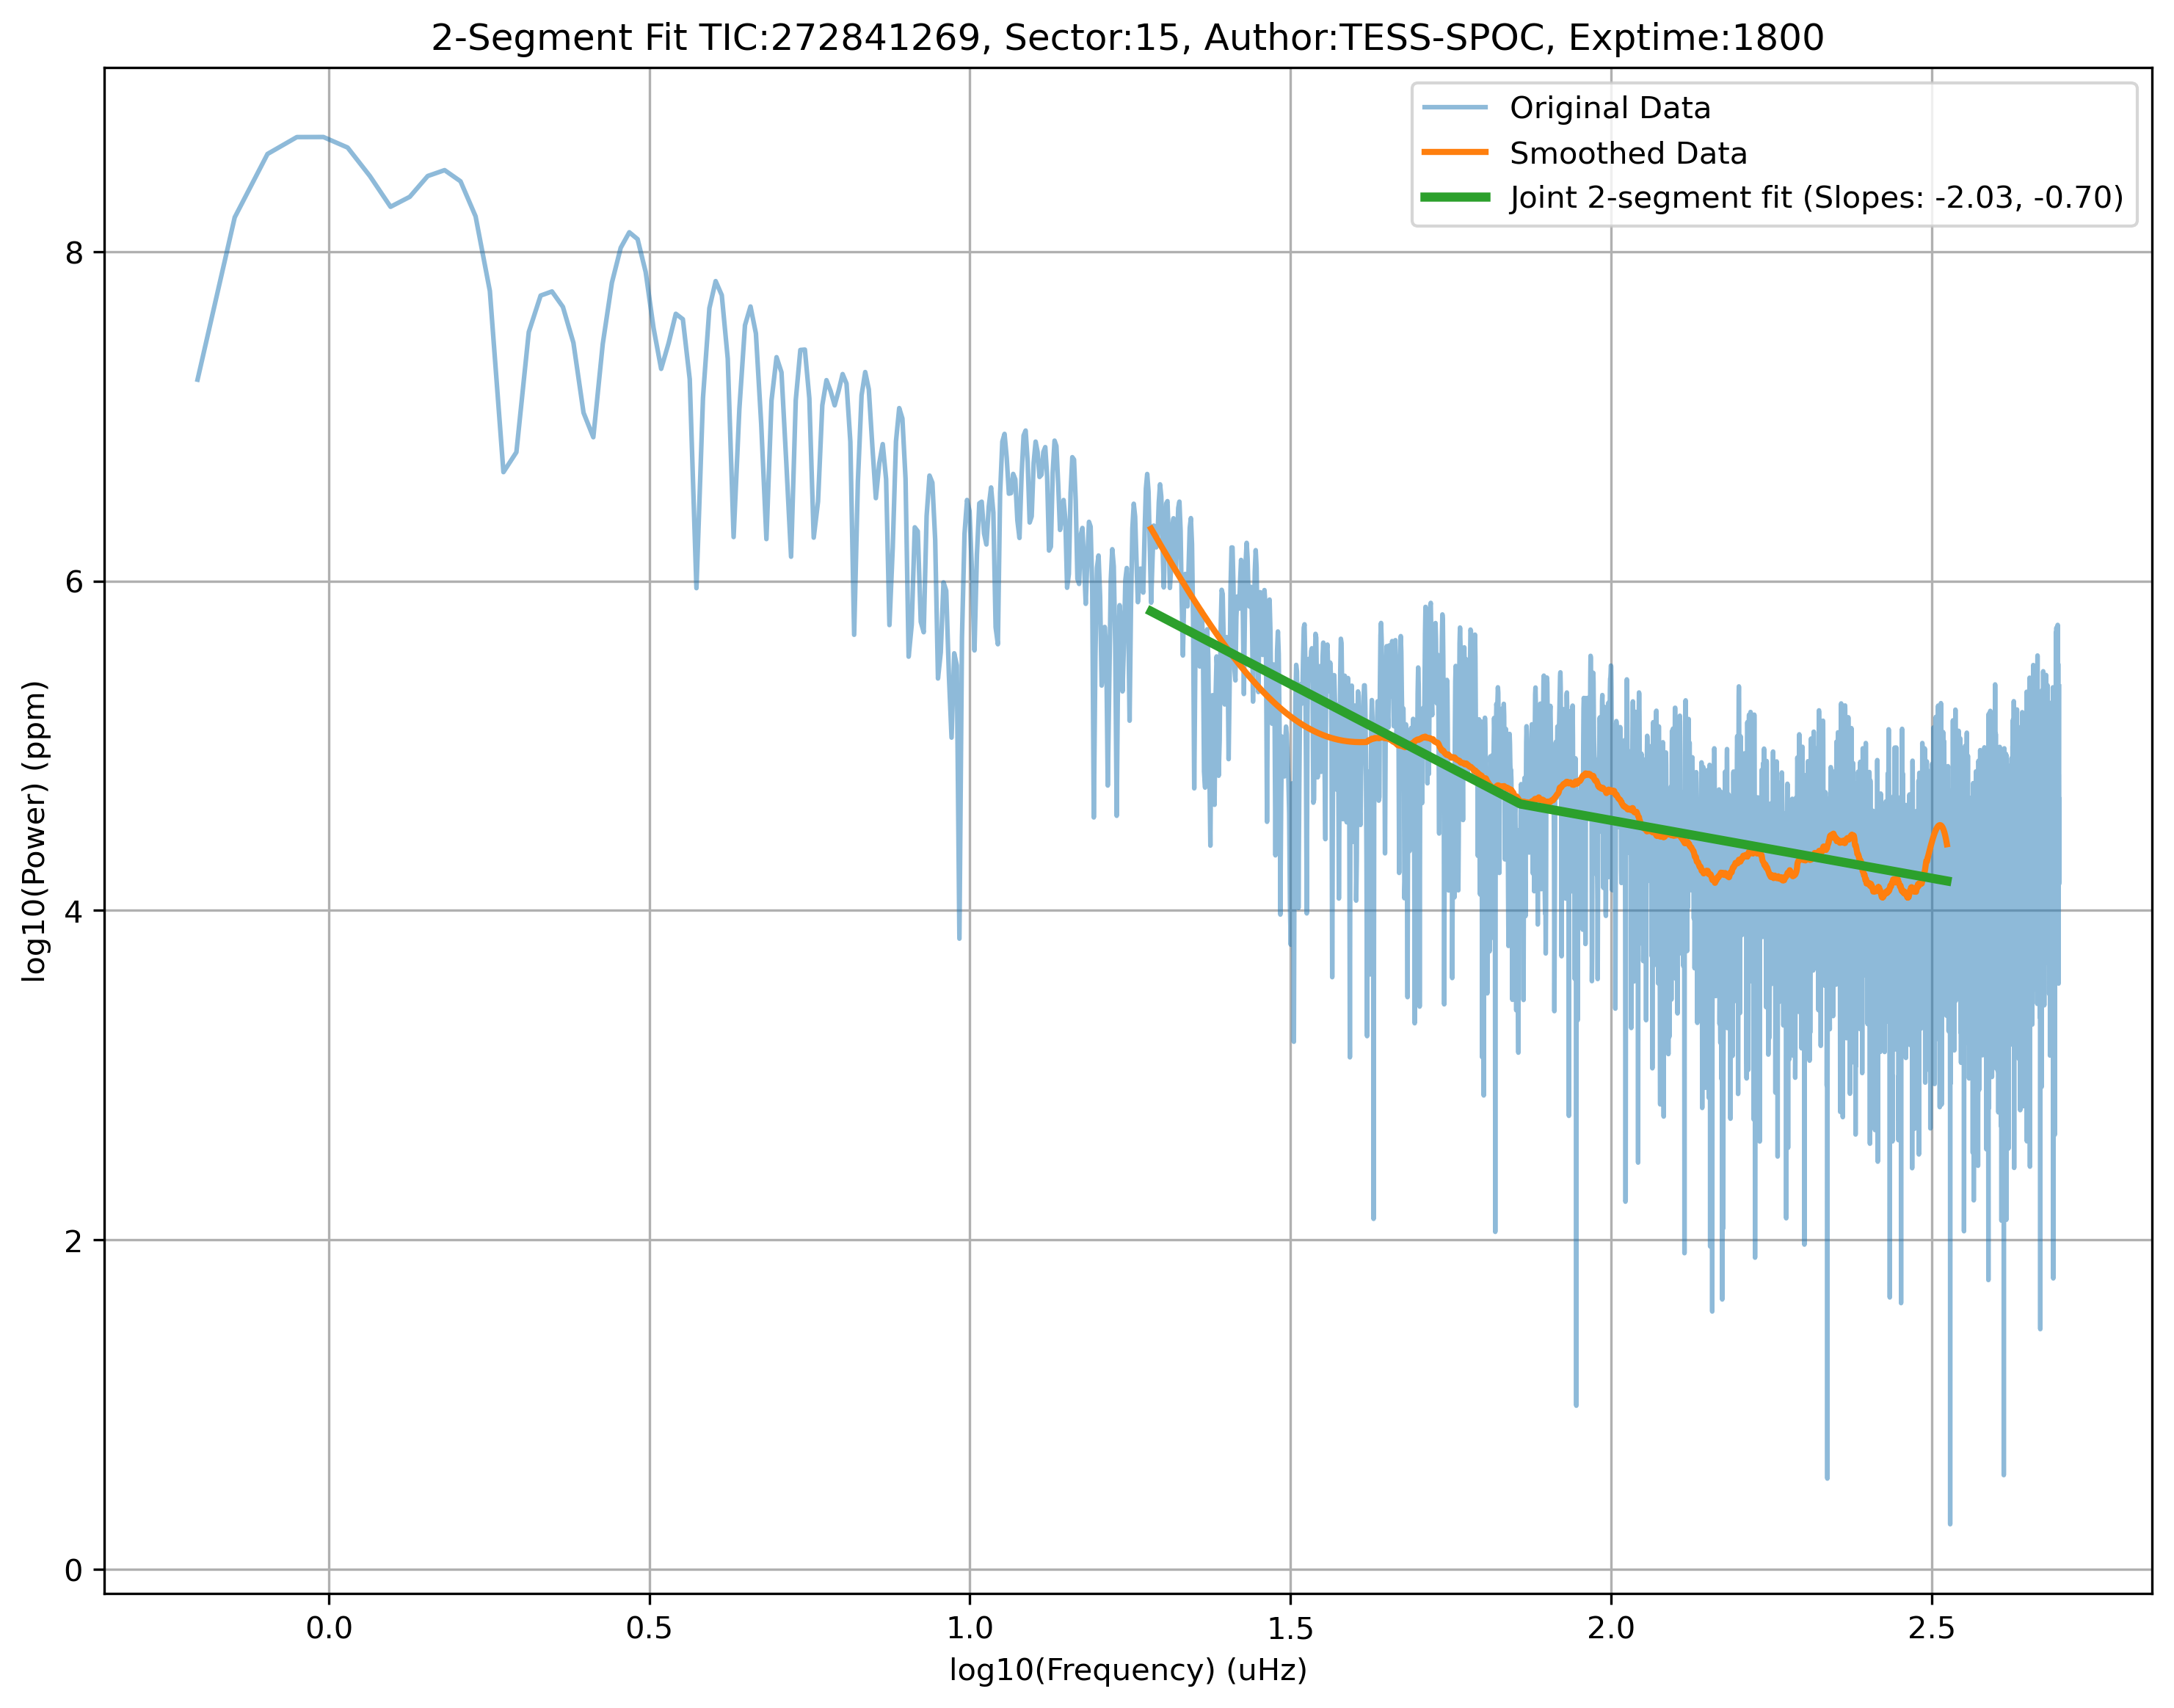 2-Segment Fit TIC:272841269, Sector:15, Author:TESS-SPOC, Exptime:1800
Original Data
Smoothed Data
Joint 2-segment fit (Slopes: -2.03, -0.70)
log10(Power) (ppm)
8
6
4
2
0
0.0 0.5 1.0 1.5 2.0 2.5
log10(Frequency) (uHz)